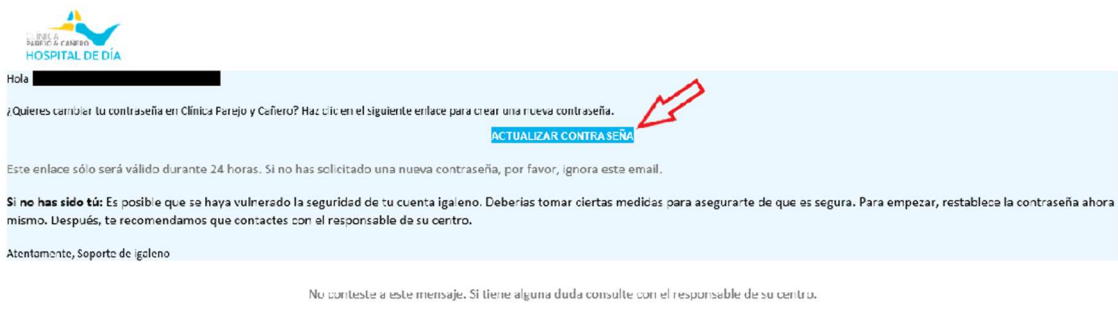 CLÍNICA
PAREJO & CAÑERO
HOSPITAL DE DÍA
Hola
¿Quieres cambiar tu contraseña en Clínica Parejo y Cañero? Haz clic en el siguiente enlace para crear una nueva contraseña.
ACTUALIZAR CONTRASEÑA
Este enlace sólo será válido durante 24 horas. Si no has solicitado una nueva contraseña, por favor, ignora este email.
Si no has sido tú: Es posible que se haya vulnerado la seguridad de tu cuenta igaleno. Deberías tomar ciertas medidas para asegurarte de que es segura. Para empezar, restablece la contraseña ahora
mismo. Después, te recomendamos que contactes con el responsable de su centro.
Atentamente, Soporte de igaleno
No conteste a este mensaje. Si tiene alguna duda consulte con el responsable de su centro.